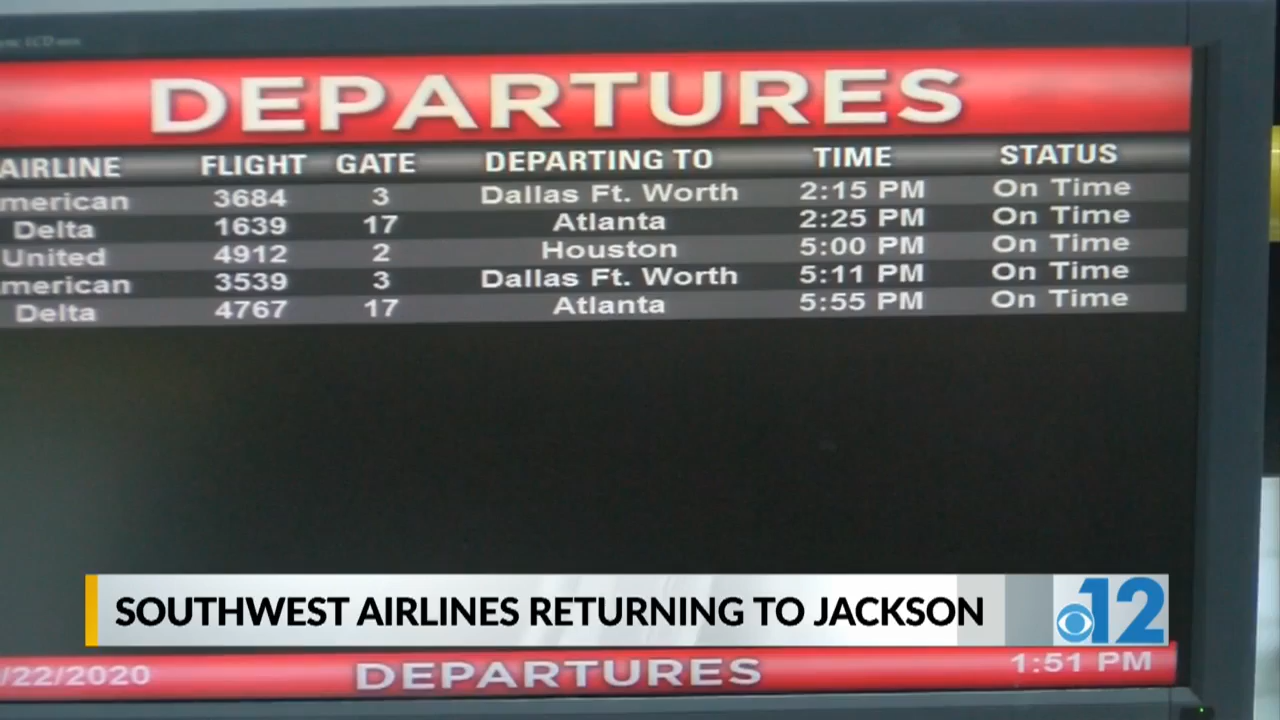 DEPARTURES
AIRLINE FLIGHT GATE DEPARTING TO TIME STATUS
merican 3684 3 Dallas Ft. Worth 2:15 PM On Time
Delta 1639 17 Atlanta 2:25 PM On Time
United 4912 2 Houston 5:00 PM On Time
merican 3539 3 Dallas Ft. Worth 5:11 PM On Time
Delta 4767 17 Atlanta 5:55 PM On Time
SOUTHWEST AIRLINES RETURNING TO JACKSON 12
/22/2020 DEPARTURES 1:51 PM